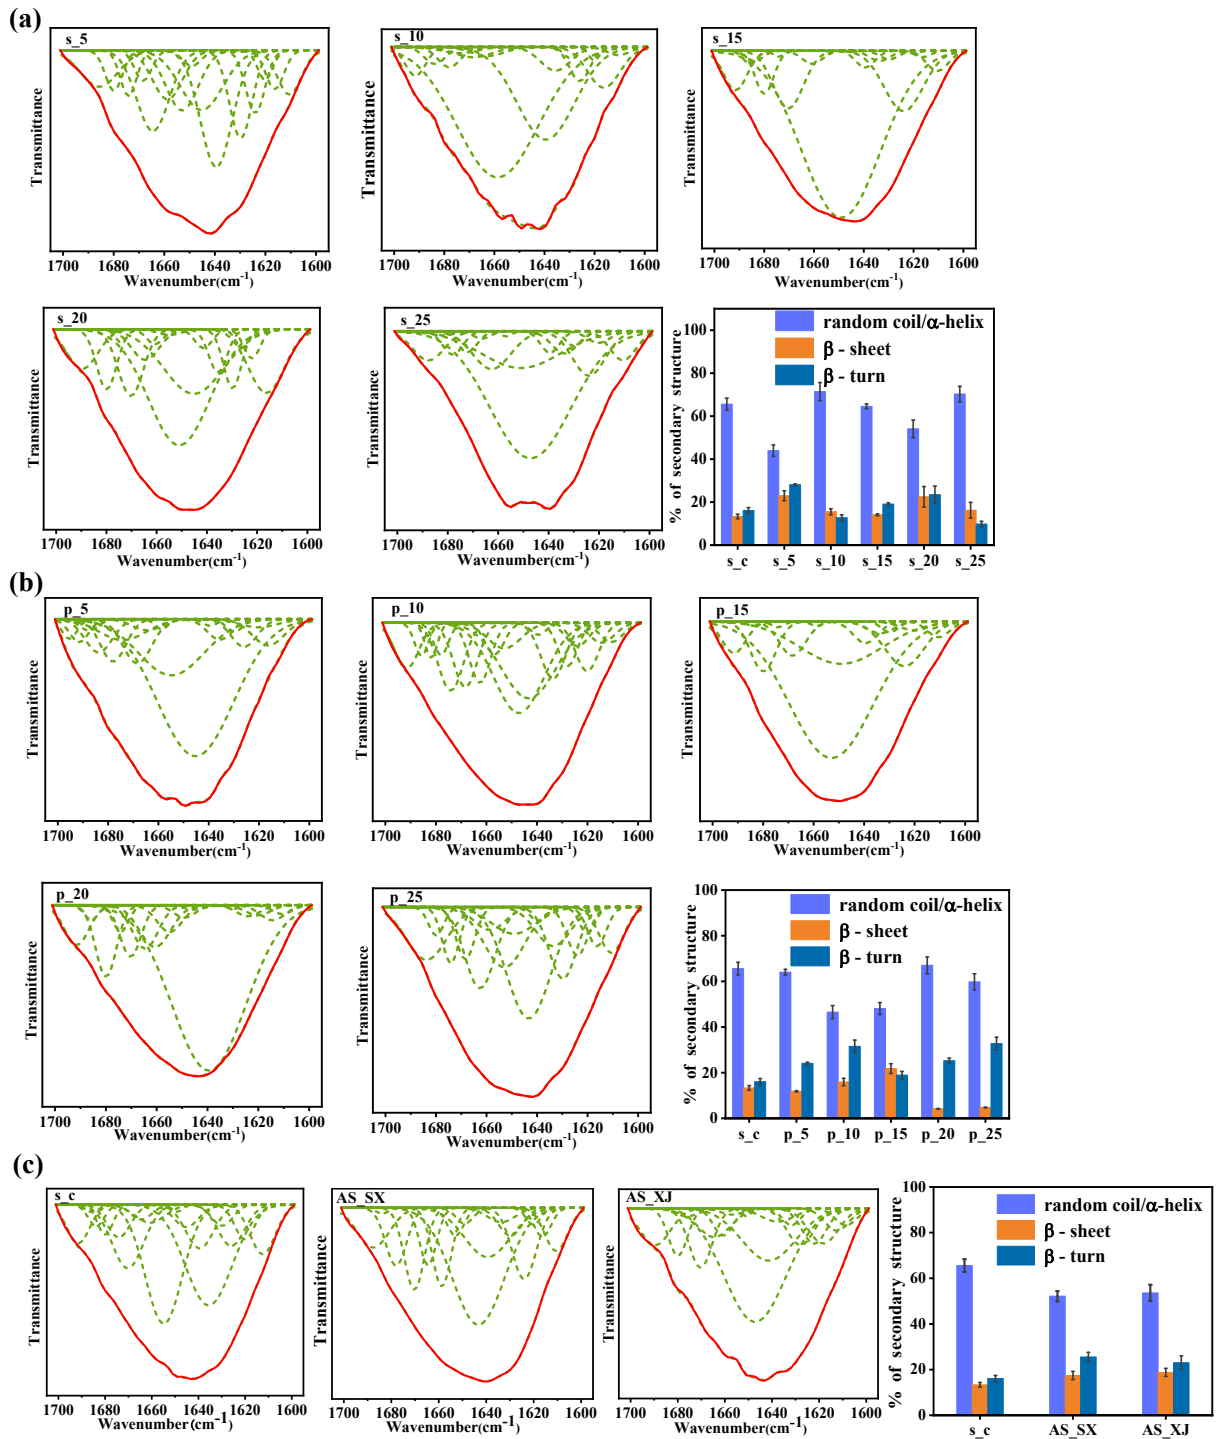 (a)
s_5
Transmittance
1700 1680 1660 1640 1620 1600
Wavenumber(cm-1)
s_10
Transmittance
1700 1680 1660 1640 1620 1600
Wavenumber(cm-1)
s_15
Transmittance
1700 1680 1660 1640 1620 1600
Wavenumber(cm-1)
s_20
Transmittance
1700 1680 1660 1640 1620 1600
Wavenumber(cm-1)
s_25
Transmittance
1700 1680 1660 1640 1620 1600
Wavenumber(cm-1)
% of secondary structure
100
80
60
40
20
0
random coil/α-helix
β - sheet
β - turn
s_c s_5 s_10 s_15 s_20 s_25
(b)
p_5
Transmittance
1700 1680 1660 1640 1620 1600
Wavenumber(cm-1)
p_10
Transmittance
1700 1680 1660 1640 1620 1600
Wavenumber(cm-1)
p_15
Transmittance
1700 1680 1660 1640 1620 1600
Wavenumber(cm-1)
p_20
Transmittance
1700 1680 1660 1640 1620 1600
Wavenumber(cm-1)
p_25
Transmittance
1700 1680 1660 1640 1620 1600
Wavenumber(cm-1)
% of secondary structure
100
80
60
40
20
0
random coil/α-helix
β - sheet
β - turn
s_c p_5 p_10 p_15 p_20 p_25
(c)
s_c
Transmittance
1700 1680 1660 1640 1620 1600
Wavenumber(cm-1)
AS_SX
Transmittance
1700 1680 1660 1640 1620 1600
Wavenumber(cm-1)
AS_XJ
Transmittance
1700 1680 1660 1640 1620 1600
Wavenumber(cm-1)
% of secondary structure
100
80
60
40
20
0
random coil/α-helix
β - sheet
β - turn
s_c AS_SX AS_XJ